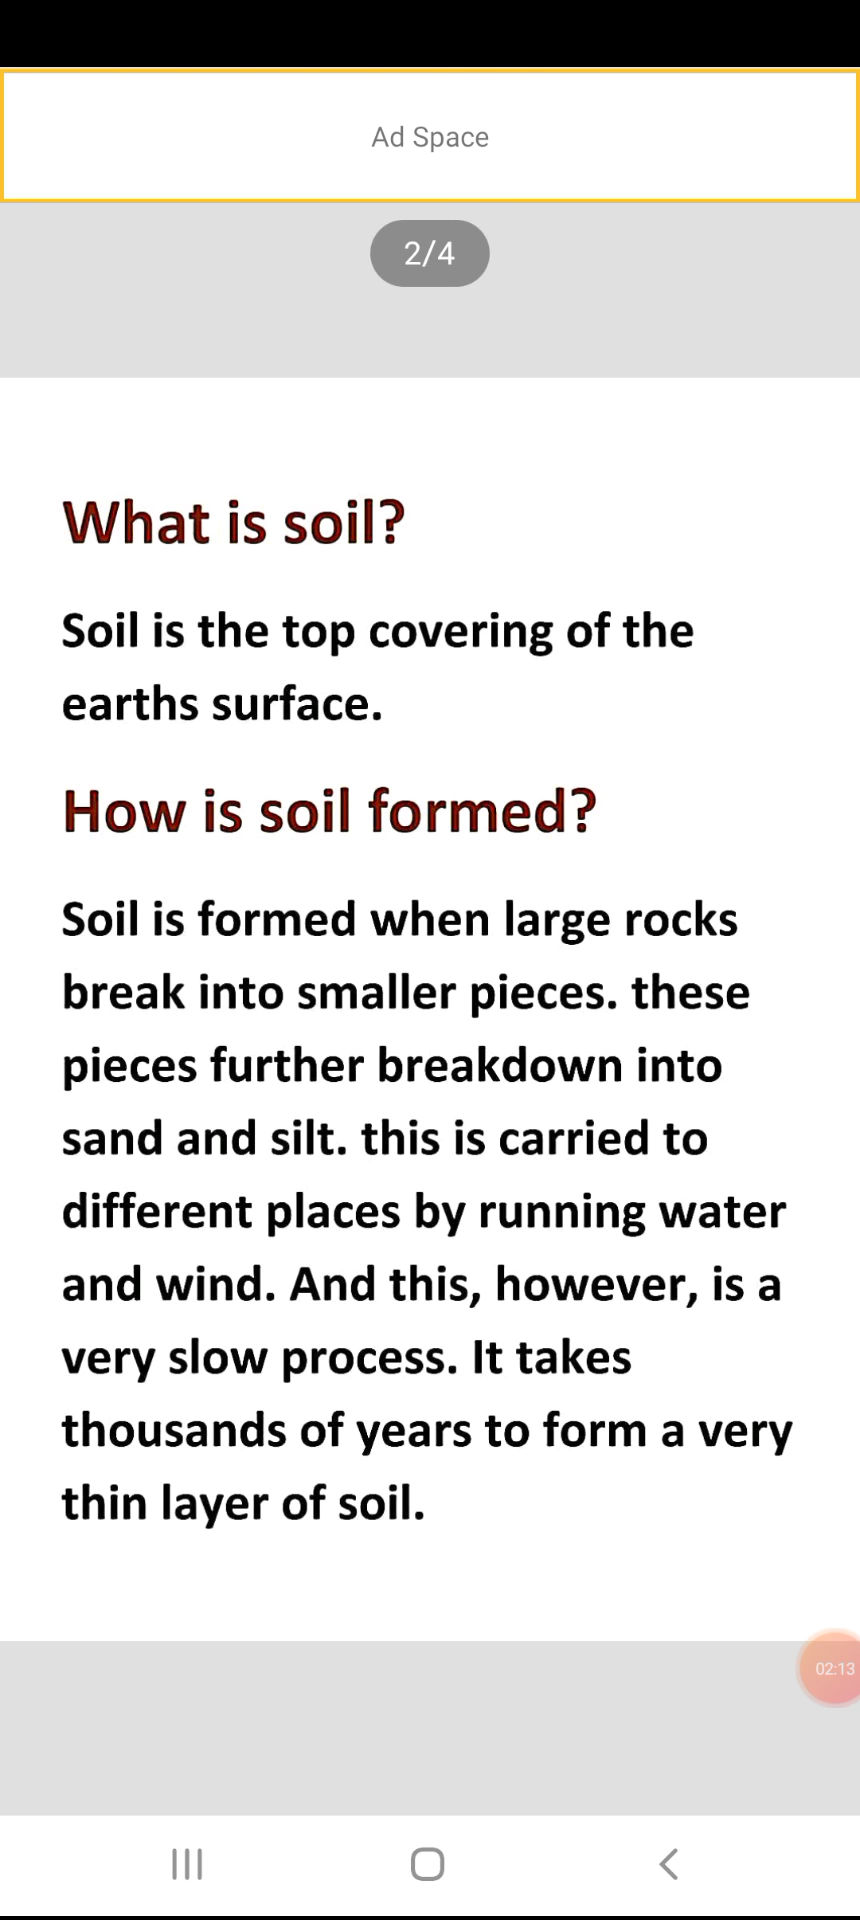 Ad Space
2/4
What is soil?
Soil is the top covering of the
earths surface.
How is soil formed?
Soil is formed when large rocks
break into smaller pieces. these
pieces further breakdown into
sand and silt. this is carried to
different places by running water
and wind. And this, however, is a
very slow process. It takes
thousands of years to form a very
thin layer of soil.
02:13